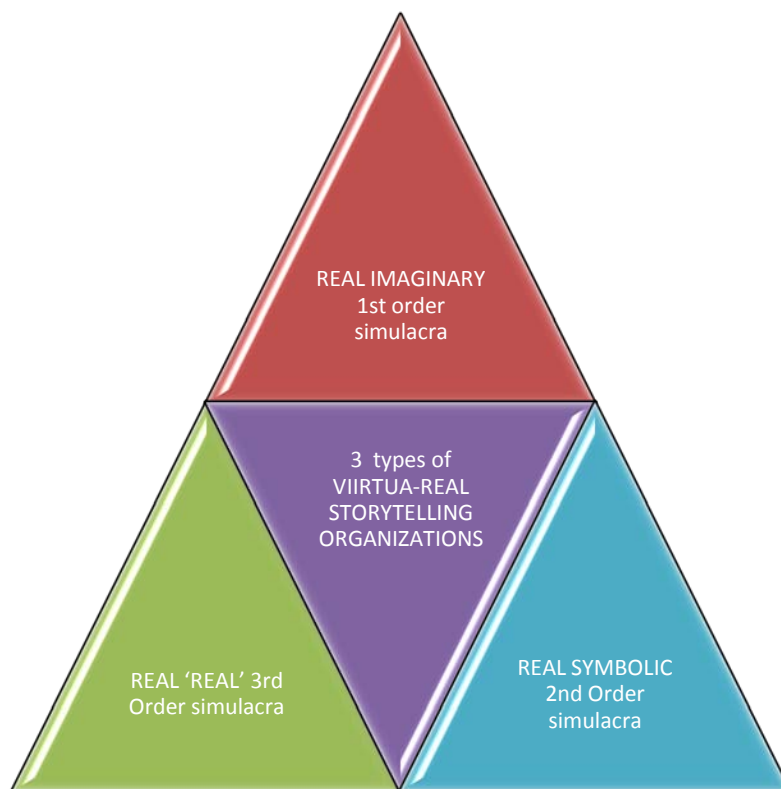 REAL IMAGINARY
1st order
simulacra
3 types of
VIIRTUA-REAL
STORYTELLING
ORGANIZATIONS
REAL ‘REAL’ 3rd
Order simulacra
REAL SYMBOLIC
2nd Order
simulacra